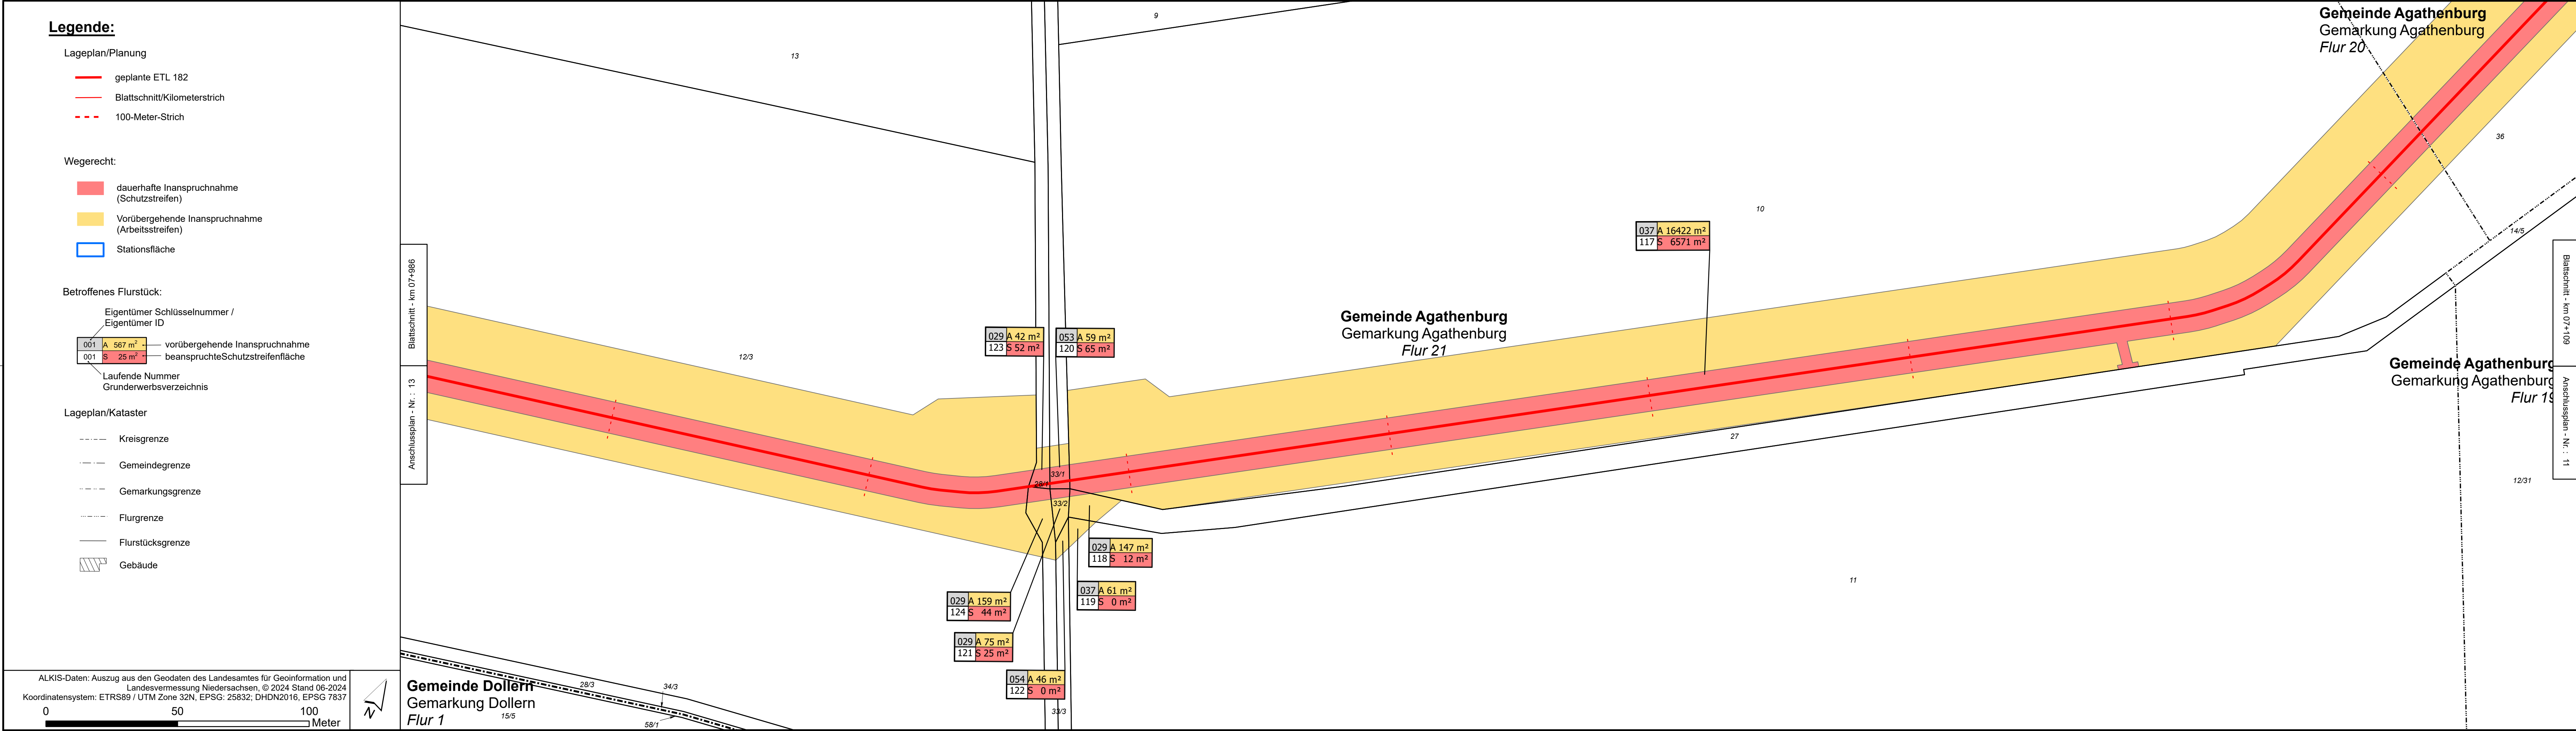 Legende:
Lageplan/Planung
geplante ETL 182
Blattschnitt/Kilometerstrich
100-Meter-Strich
Wegerecht:
dauerhafte Inanspruchnahme
(Schutzstreifen)
Vorübergehende Inanspruchnahme
(Arbeitsstreifen)
Stationsfläche
Betroffenes Flurstück:
Eigentümer Schlüsselnummer /
Eigentümer ID
001 A 567 m² vorübergehende Inanspruchnahme
001 S 25 m² beanspruchteSchutzstreifenfläche
Laufende Nummer
Grunderwerbsverzeichnis
Lageplan/Kataster
Kreisgrenze
Gemeindegrenze
Gemarkungsgrenze
Flurgrenze
Flurstücksgrenze
Gebäude
ALKIS-Daten: Auszug aus den Geodaten des Landesamtes für Geoinformation und
Landesvermessung Niedersachsen, © 2024 Stand 06-2024
Koordinatensystem: ETRS89 / UTM Zone 32N, EPSG: 25832; DHDN2016, EPSG 7837
0 50 100
Meter
N
Blattschnitt - km 07+986
Anschlussplan - Nr. : 13
13
9
12/3
029 A 42 m²
123 S 52 m²
053 A 59 m²
120 S 65 m²
33/1
28/1
33/2
029 A 147 m²
118 S 12 m²
037 A 61 m²
119 S 0 m²
029 A 159 m²
124 S 44 m²
029 A 75 m²
121 S 25 m²
054 A 46 m²
122 S 0 m²
33/3
Gemeinde Dollern
Gemarkung Dollern
Flur 1
15/5
28/3
34/3
58/1
Gemeinde Agathenburg
Gemarkung Agathenburg
Flur 21
037 A 16422 m²
117 S 6571 m²
10
27
11
Gemeinde Agathenburg
Gemarkung Agathenburg
Flur 20
36
14/5
Gemeinde Agathenburg
Gemarkung Agathenburg
Flur 19
12/31
Blattschnitt - km 07+109
Anschlussplan - Nr. : 11